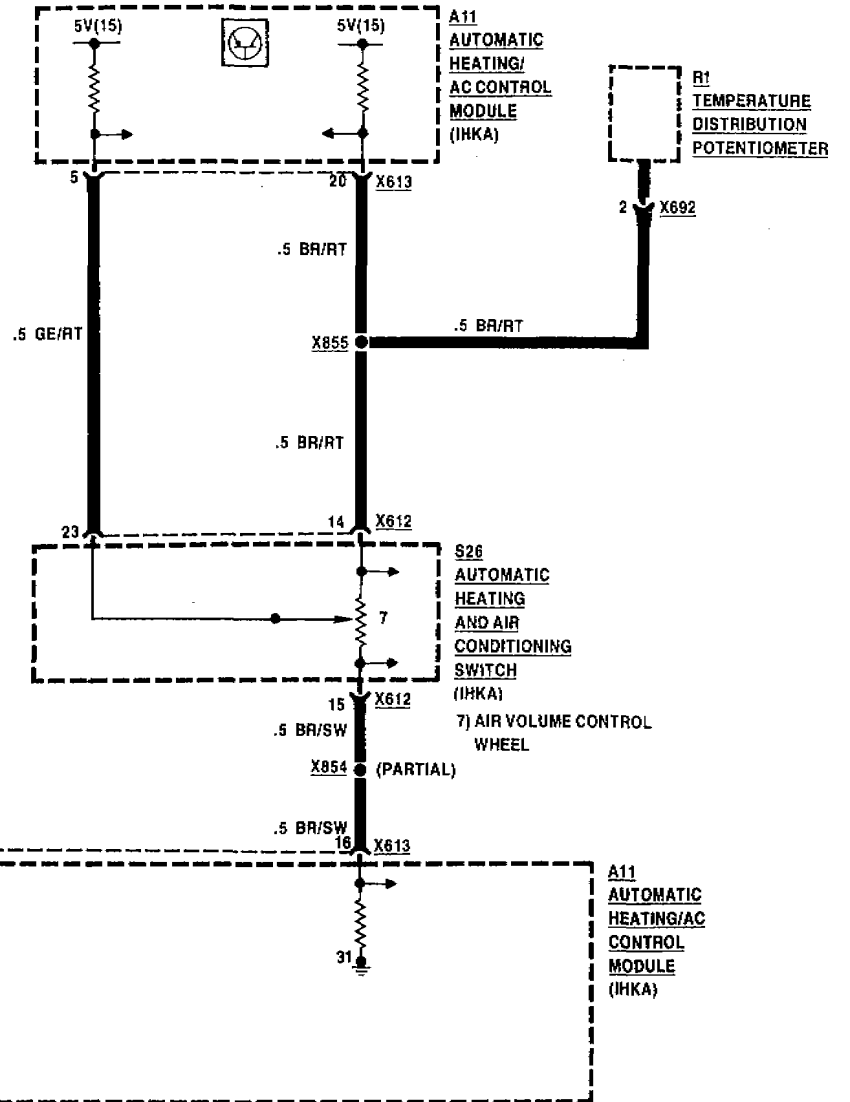 5V(15)
5V(15)
A11
AUTOMATIC
HEATING/
AC CONTROL
MODULE
(IHKA)
R1
TEMPERATURE
DISTRIBUTION
POTENTIOMETER
5
20
X613
2
X692
.5 BR/RT
.5 GE/RT
X855
.5 BR/RT
.5 BR/RT
23
14
X612
S26
AUTOMATIC
HEATING
AND AIR
CONDITIONING
SWITCH
(IHKA)
7
7) AIR VOLUME CONTROL
WHEEL
15
X612
.5 BR/SW
X854
(PARTIAL)
.5 BR/SW
16
X613
A11
AUTOMATIC
HEATING/AC
CONTROL
MODULE
(IHKA)
31